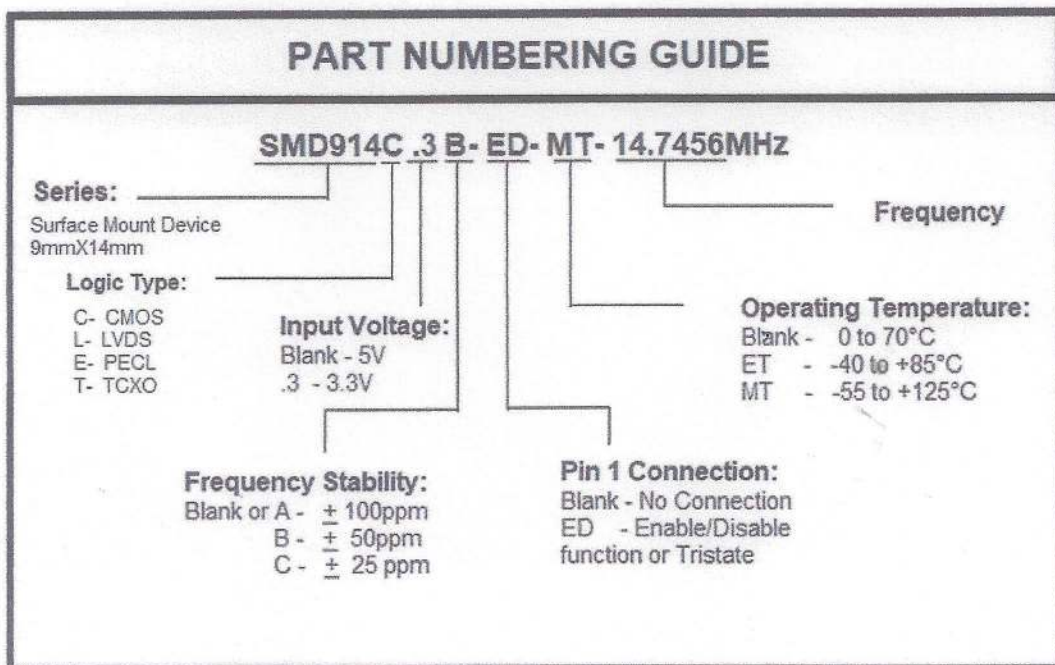 PART NUMBERING GUIDE
SMD914C .3 B- ED- MT- 14.7456MHz
Series:
Surface Mount Device
9mmX14mm
Logic Type:
C- CMOS
L- LVDS
E- PECL
T- TCXO
Input Voltage:
Blank - 5V
.3 - 3.3V
Frequency
Operating Temperature:
Blank - 0 to 70°C
ET - -40 to +85°C
MT - -55 to +125°C
Frequency Stability:
Blank or A - ± 100ppm
B - ± 50ppm
C - ± 25 ppm
Pin 1 Connection:
Blank - No Connection
ED - Enable/Disable
function or Tristate